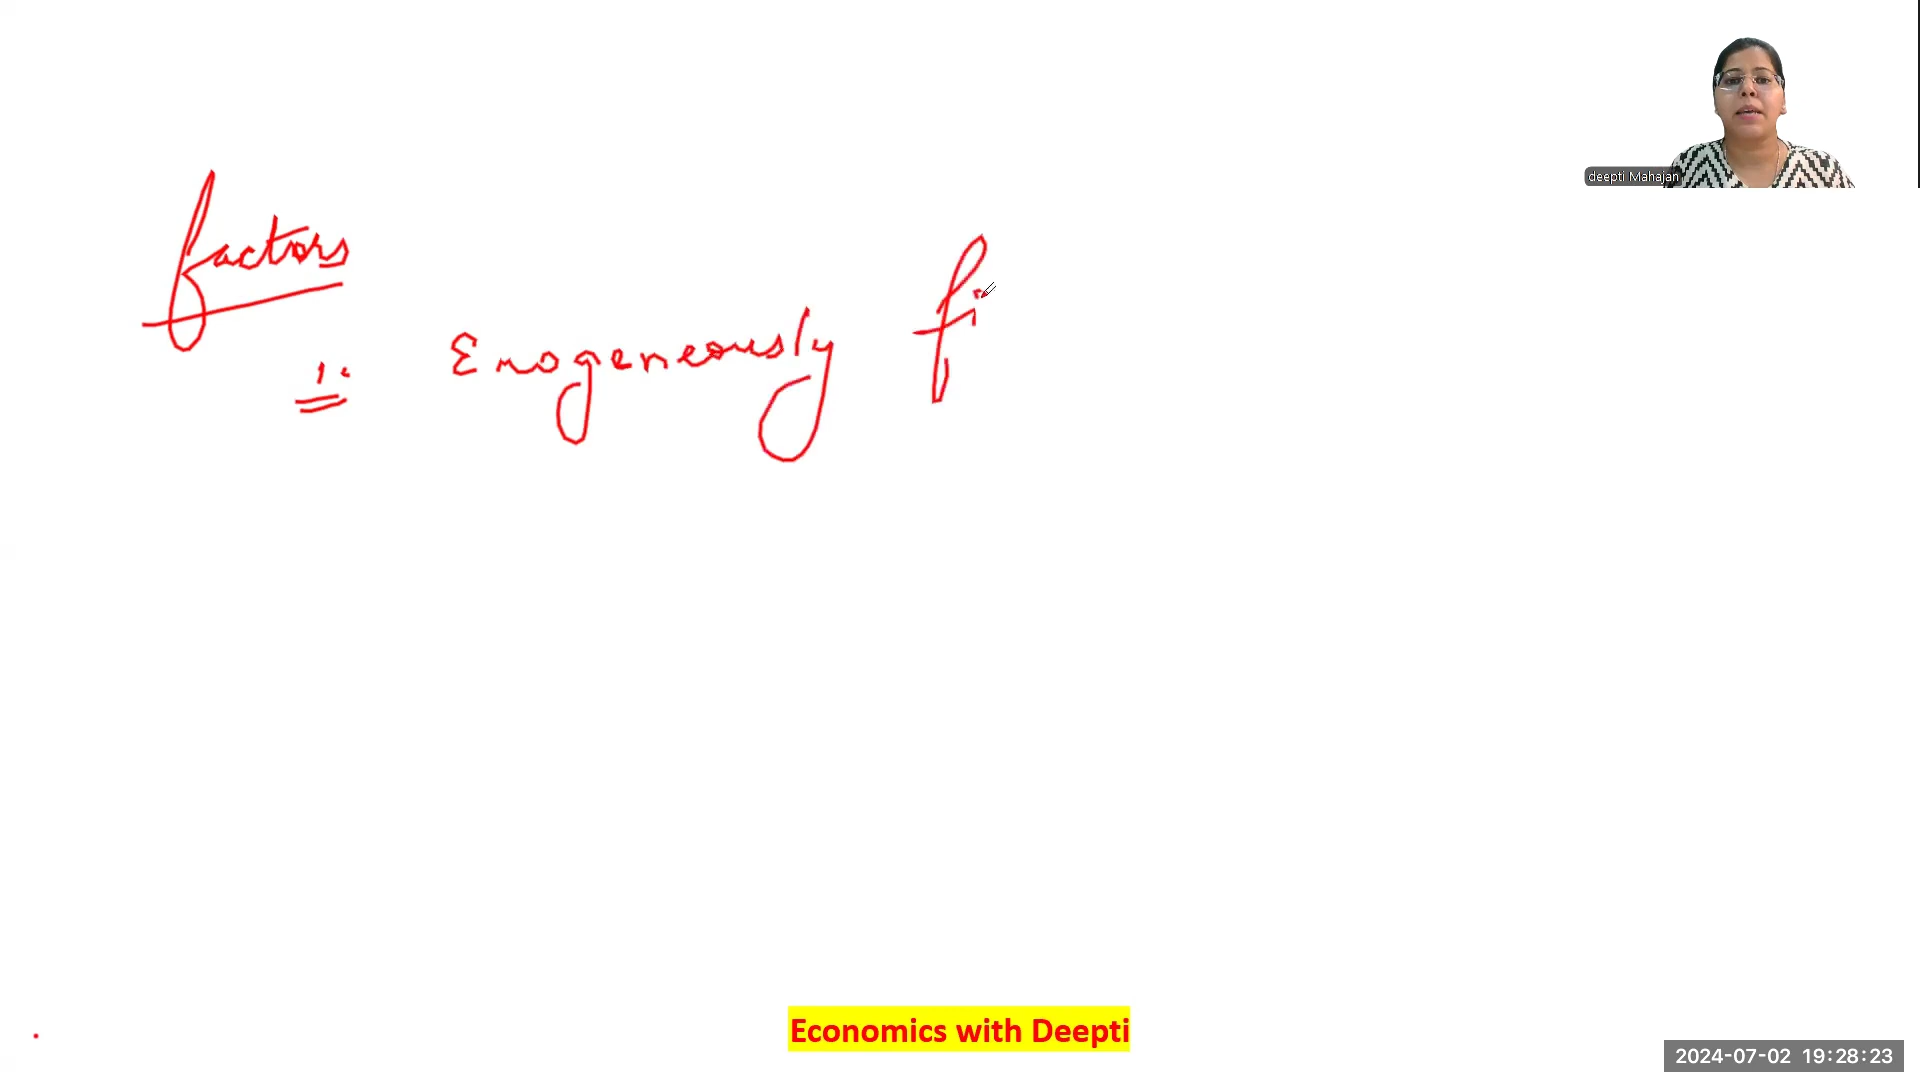 deepti Mahajan
factors
1. Exogeneously fi
Economics with Deepti
2024-07-02 19:28:23